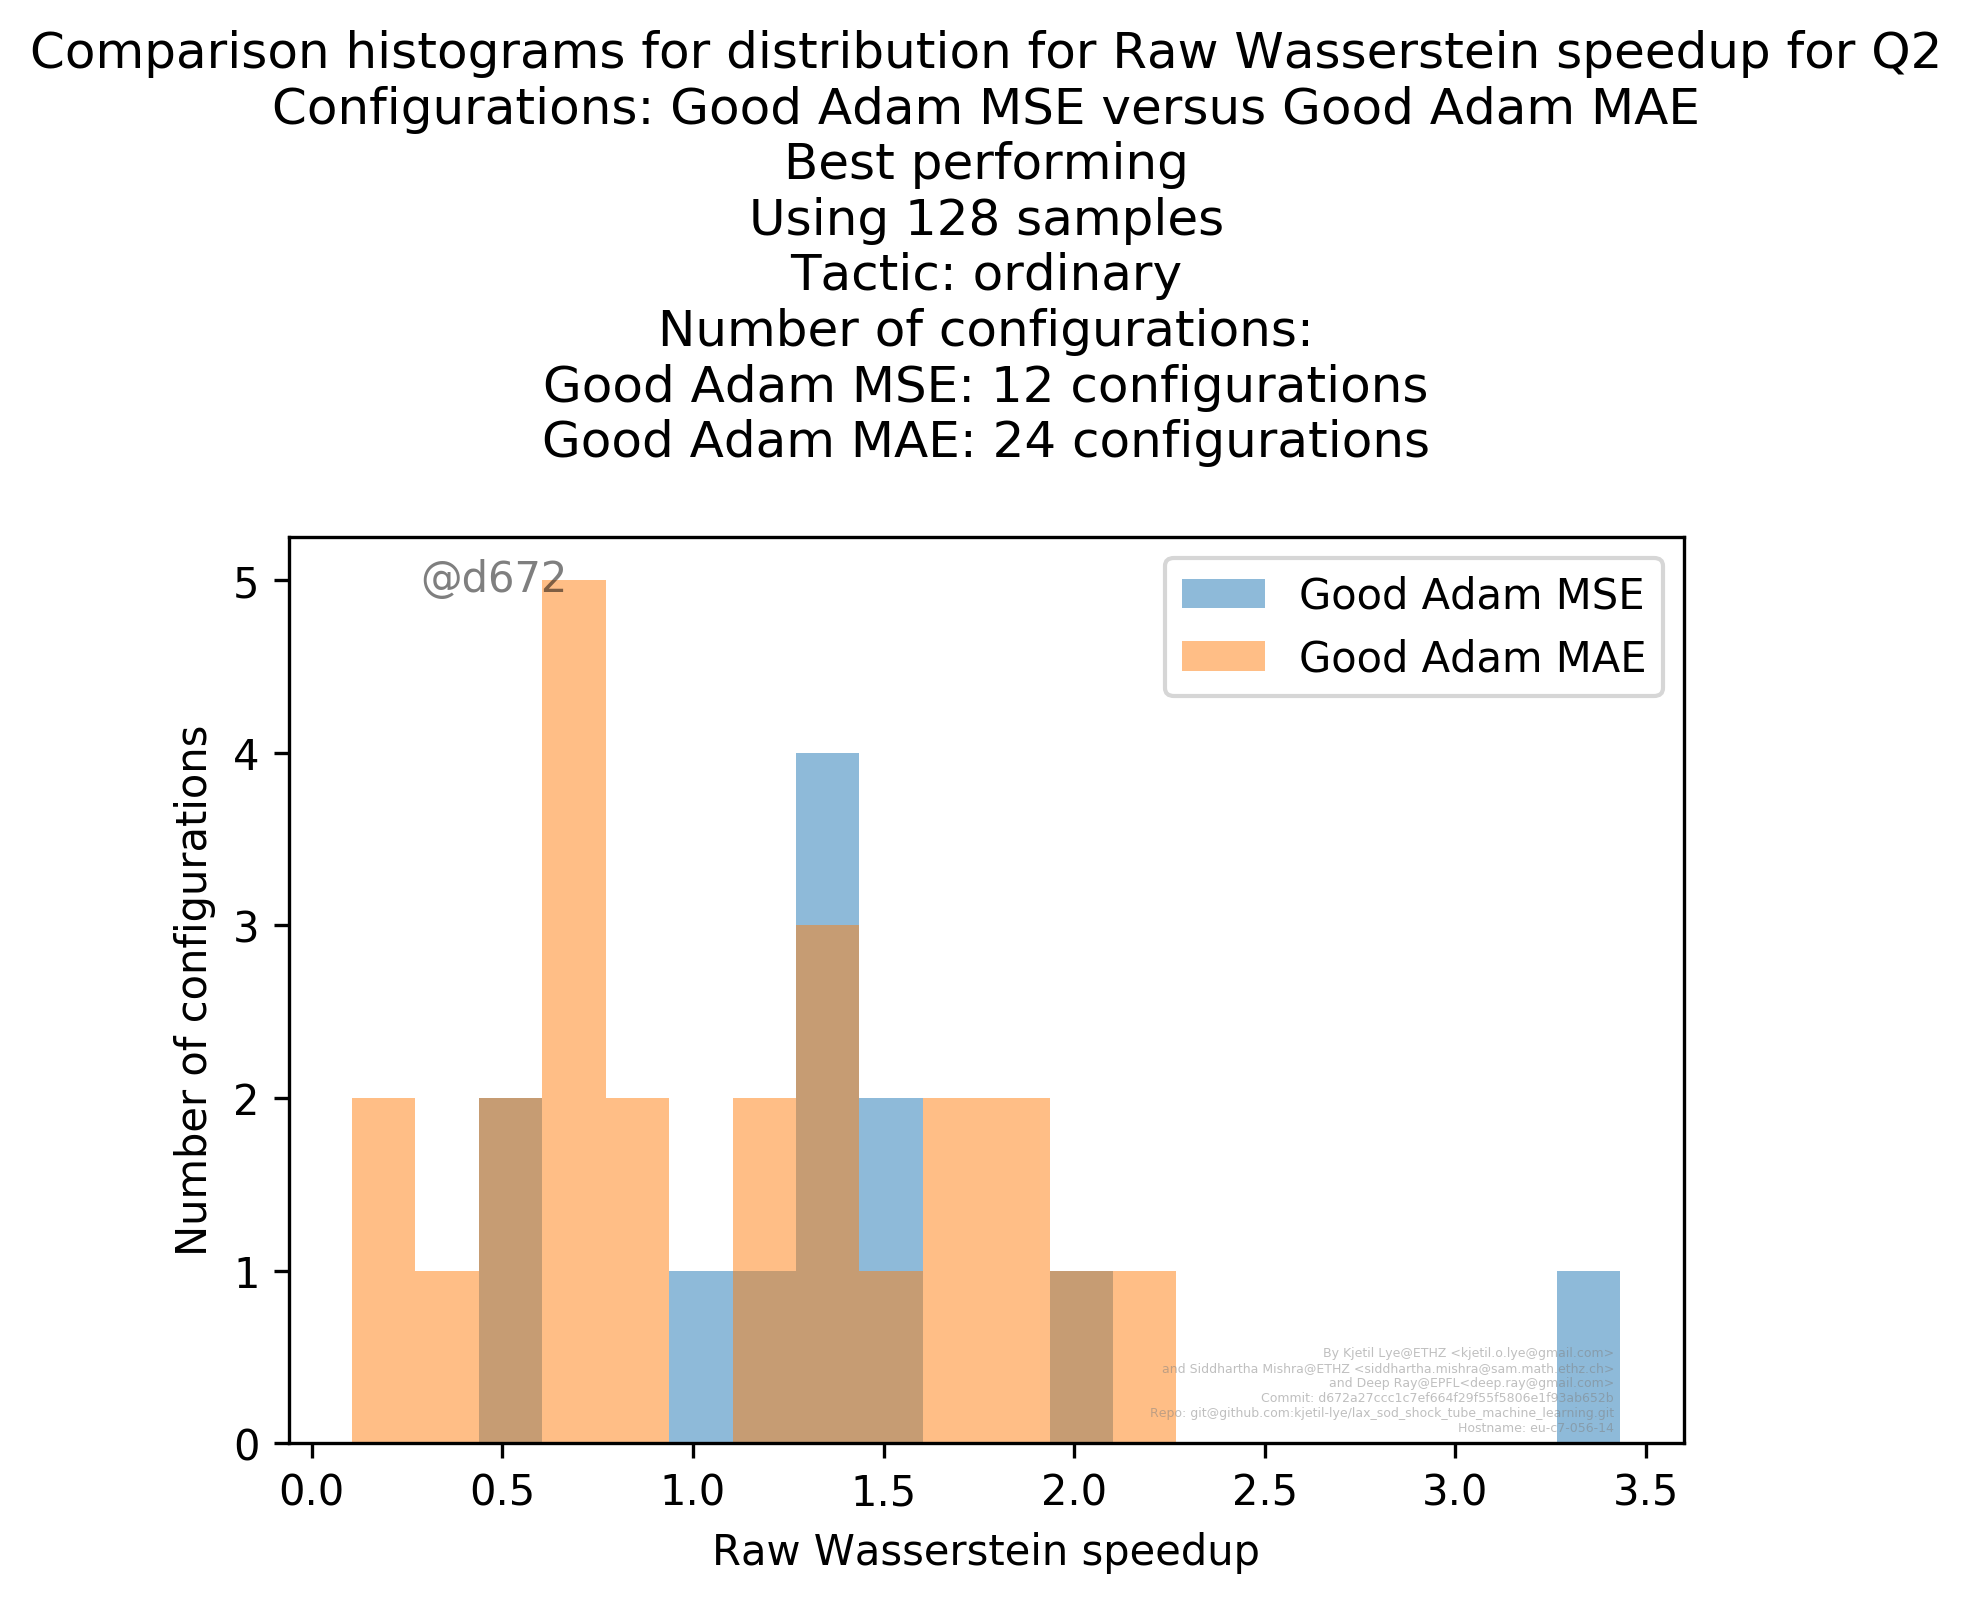 Comparison histograms for distribution for Raw Wasserstein speedup for Q2
Configurations: Good Adam MSE versus Good Adam MAE
Best performing
Using 128 samples
Tactic: ordinary
Number of configurations:
Good Adam MSE: 12 configurations
Good Adam MAE: 24 configurations
@d672
Good Adam MSE
Good Adam MAE
Number of configurations
5
4
3
2
1
0
By Kjetil Lye@ETHZ <kjetil.o.lye@gmail.com>
and Siddhartha Mishra@ETHZ <siddhartha.mishra@sam.math.ethz.ch>
and Deep Ray@EPFL<deep.ray@gmail.com>
Commit: d672a27ccc1c7ef664f29f55f5806e1f93ab652b
Repo: git@github.com:kjetil-lye/lax_sod_shock_tube_machine_learning.git
Hostname: eu-c7-056-14
0.0 0.5 1.0 1.5 2.0 2.5 3.0 3.5
Raw Wasserstein speedup